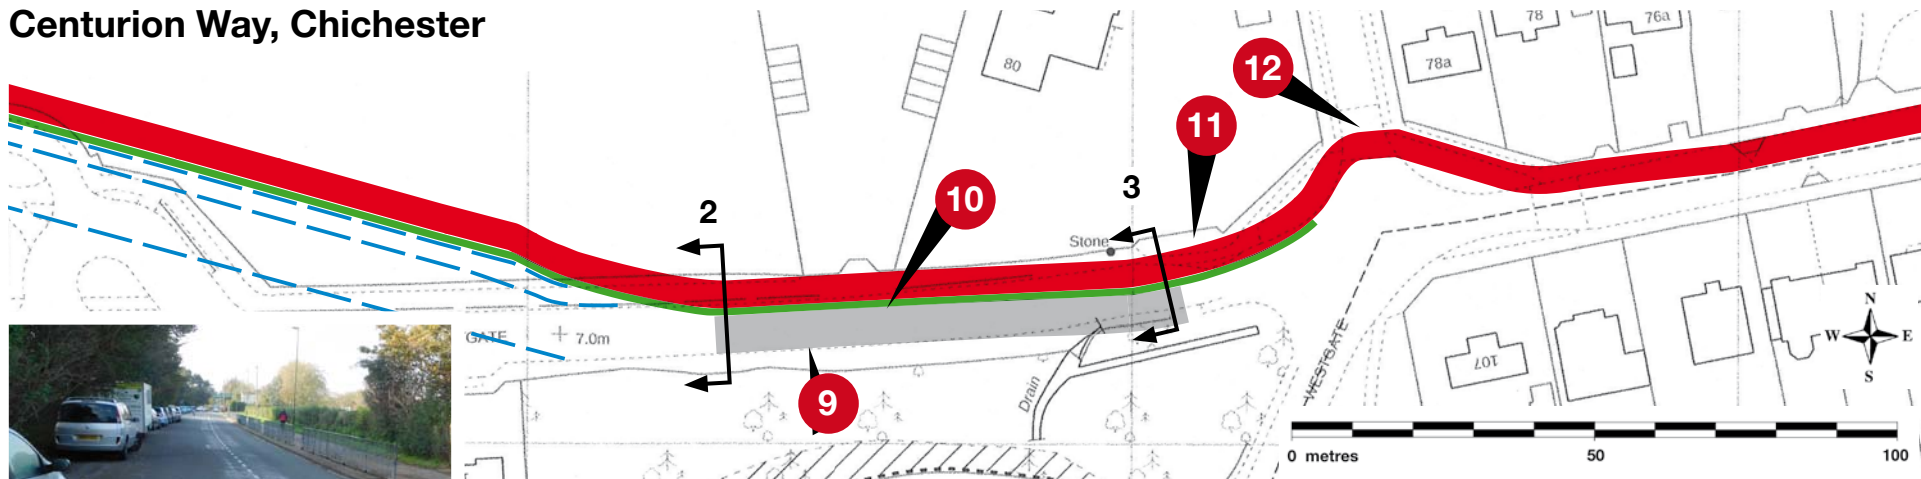 Centurion Way, Chichester
78
76a
78a
80
12
11
10
3
2
Stone
GATE
7.0m
9
Drain
WESTGATE
107
N
W E
S
0 metres 50 100